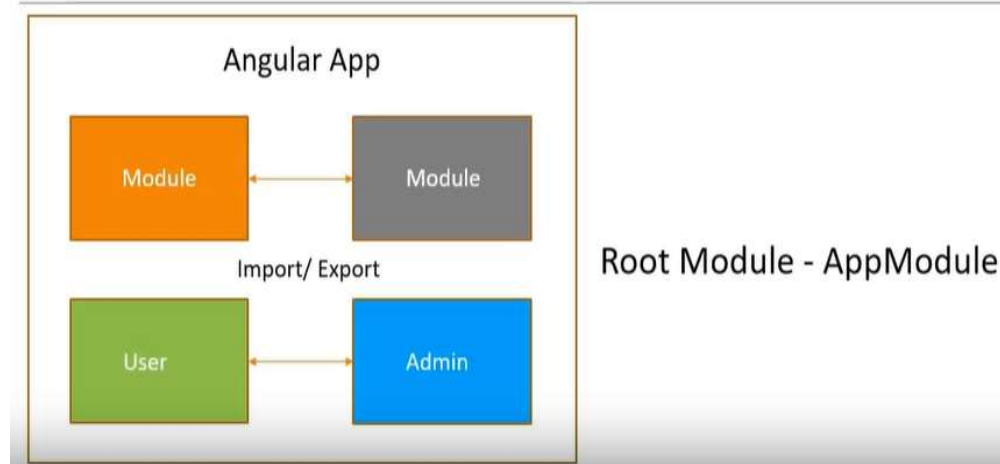 Angular App
Module
Module
Import/ Export
Root Module - AppModule
User
Admin